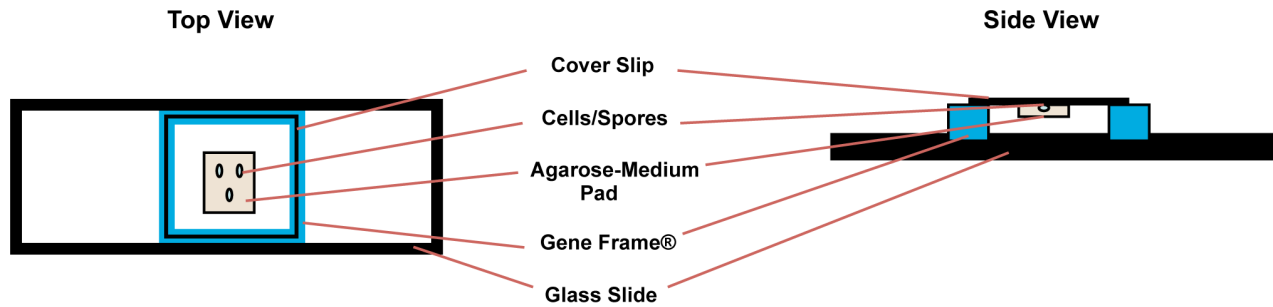 Top View
Side View
Cover Slip
Cells/Spores
Agarose-Medium
Pad
Gene Frame®
Glass Slide